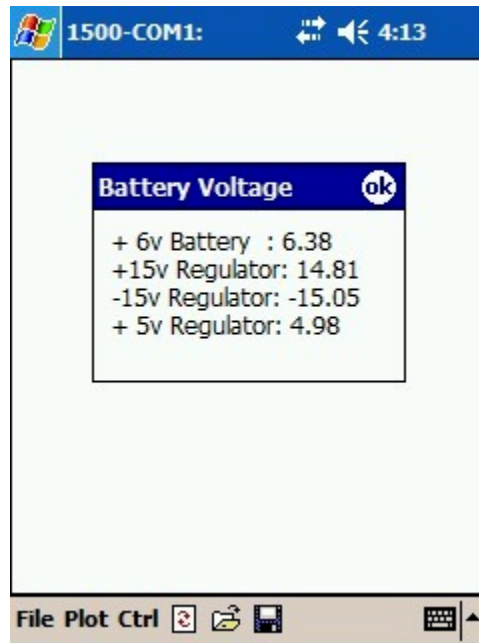 1500-COM1: 4:13
Battery Voltage ok
+ 6v Battery : 6.38
+15v Regulator: 14.81
-15v Regulator: -15.05
+ 5v Regulator: 4.98
File Plot Ctrl